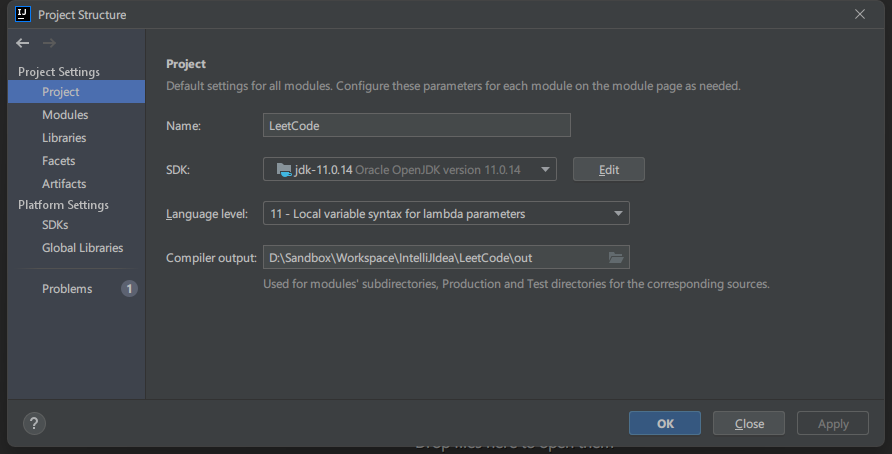 Project Structure
Project Settings
Project
Modules
Libraries
Facets
Artifacts
Platform Settings
SDKs
Global Libraries
Problems 1
Project
Default settings for all modules. Configure these parameters for each module on the module page as needed.
Name: LeetCode
SDK: jdk-11.0.14 Oracle OpenJDK version 11.0.14 Edit
Language level: 11 - Local variable syntax for lambda parameters
Compiler output: D:\Sandbox\Workspace\IntelliJIdea\LeetCode\out
Used for modules' subdirectories, Production and Test directories for the corresponding sources.
? OK Close Apply
Drop files here to open them